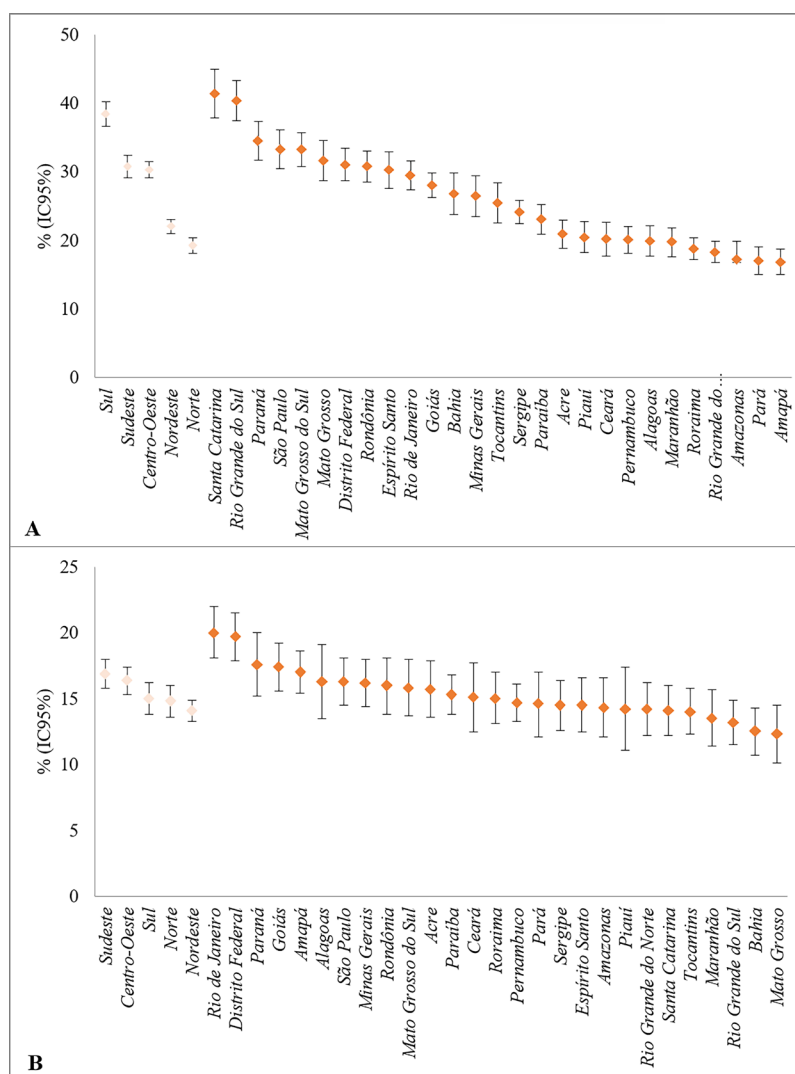 50
40
30
20
10
0
% (IC95%)
Sul
Sudeste
Centro-Oeste
Nordeste
Norte
Santa Catarina
Rio Grande do Sul
Paraná
São Paulo
Mato Grosso do Sul
Mato Grosso
Distrito Federal
Rondônia
Espírito Santo
Rio de Janeiro
Goiás
Bahia
Minas Gerais
Tocantins
Sergipe
Paraíba
Acre
Piauí
Ceará
Pernambuco
Alagoas
Maranhão
Roraima
Rio Grande do ...
Amazonas
Pará
Amapá
A
25
20
15
10
5
0
% (IC95%)
Sudeste
Centro-Oeste
Sul
Norte
Nordeste
Rio de Janeiro
Distrito Federal
Paraná
Goiás
Amapá
Alagoas
São Paulo
Minas Gerais
Rondônia
Mato Grosso do Sul
Acre
Paraíba
Ceará
Roraima
Pernambuco
Pará
Sergipe
Espírito Santo
Amazonas
Piauí
Rio Grande do Norte
Santa Catarina
Tocantins
Maranhão
Rio Grande do Sul
Bahia
Mato Grosso
B